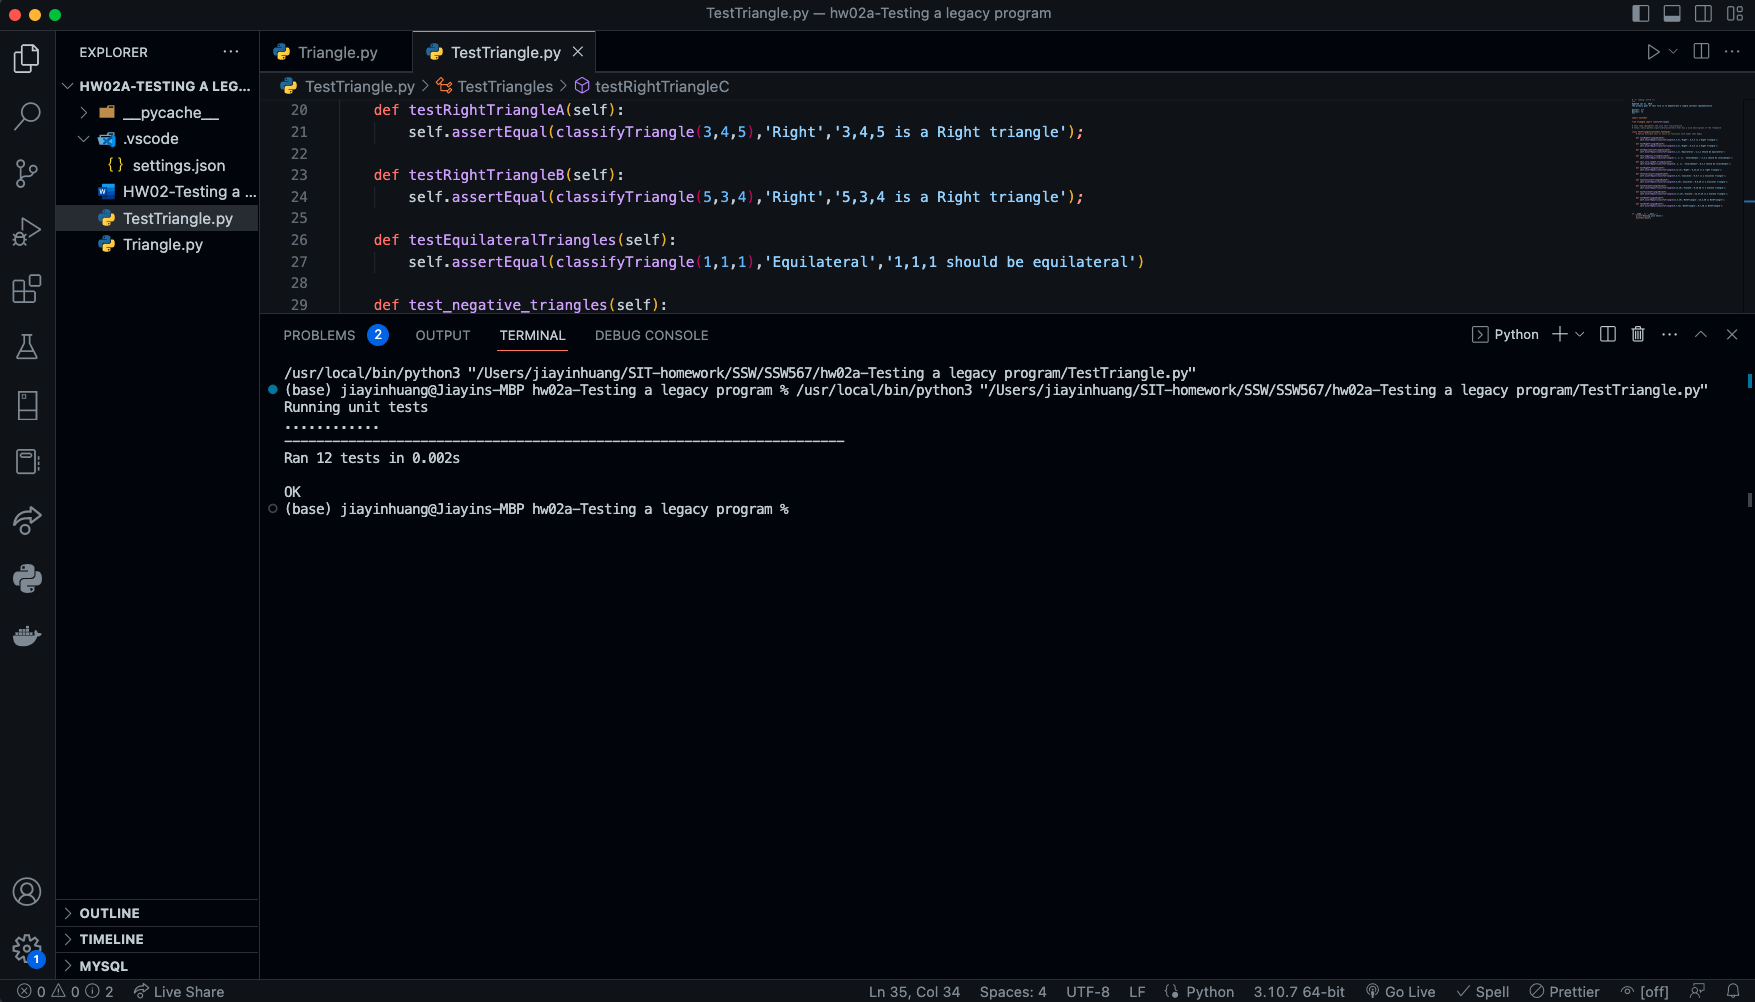 TestTriangle.py — hw02a-Testing a legacy program
EXPLORER
HW02A-TESTING A LEG...
__pycache__
.vscode
settings.json
HW02-Testing a ...
TestTriangle.py
Triangle.py
OUTLINE
TIMELINE
MYSQL
1
Triangle.py
TestTriangle.py
TestTriangle.py > TestTriangles > testRightTriangleC
20 def testRightTriangleA(self):
21 self.assertEqual(classifyTriangle(3,4,5),'Right','3,4,5 is a Right triangle');
22
23 def testRightTriangleB(self):
24 self.assertEqual(classifyTriangle(5,3,4),'Right','5,3,4 is a Right triangle');
25
26 def testEquilateralTriangles(self):
27 self.assertEqual(classifyTriangle(1,1,1),'Equilateral','1,1,1 should be equilateral')
28
29 def test_negative_triangles(self):
PROBLEMS 2 OUTPUT TERMINAL DEBUG CONSOLE
Python
/usr/local/bin/python3 "/Users/jiayinhuang/SIT-homework/SSW/SSW567/hw02a-Testing a legacy program/TestTriangle.py"
(base) jiayinhuang@Jiayins-MBP hw02a-Testing a legacy program % /usr/local/bin/python3 "/Users/jiayinhuang/SIT-homework/SSW/SSW567/hw02a-Testing a legacy program/TestTriangle.py"
Running unit tests
............
----------------------------------------------------------------------
Ran 12 tests in 0.002s
OK
(base) jiayinhuang@Jiayins-MBP hw02a-Testing a legacy program %
0 0 2 Live Share Ln 35, Col 34 Spaces: 4 UTF-8 LF Python 3.10.7 64-bit Go Live Spell Prettier [off]